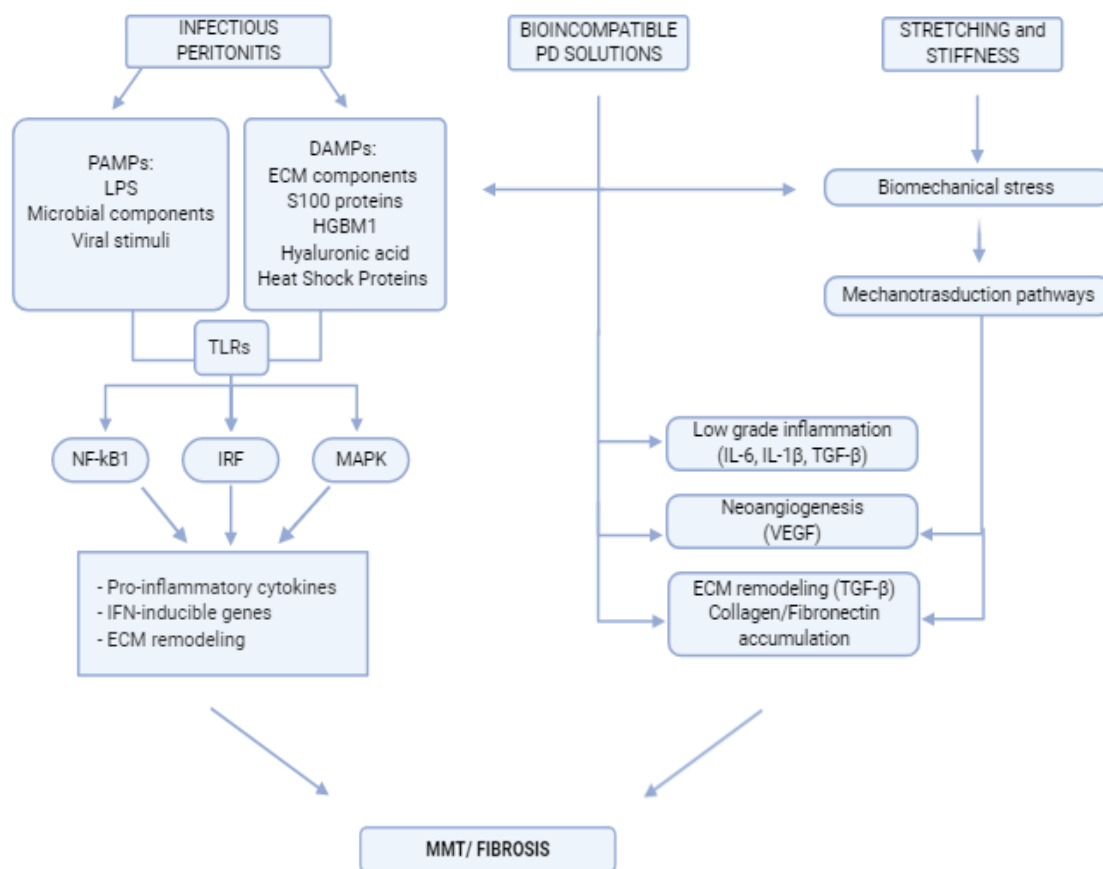 INFECTIOUS
PERITONITIS
BIOINCOMPATIBLE
PD SOLUTIONS
STRETCHING and
STIFFNESS
PAMPs:
LPS
Microbial components
Viral stimuli
DAMPs:
ECM components
S100 proteins
HGBM1
Hyaluronic acid
Heat Shock Proteins
Biomechanical stress
Mechanotrasduction pathways
TLRs
NF-kB1
IRF
MAPK
Low grade inflammation
(IL-6, IL-1β, TGF-β)
Neoangiogenesis
(VEGF)
ECM remodeling (TGF-β)
Collagen/Fibronectin
accumulation
- Pro-inflammatory cytokines
- IFN-inducible genes
- ECM remodeling
MMT/ FIBROSIS